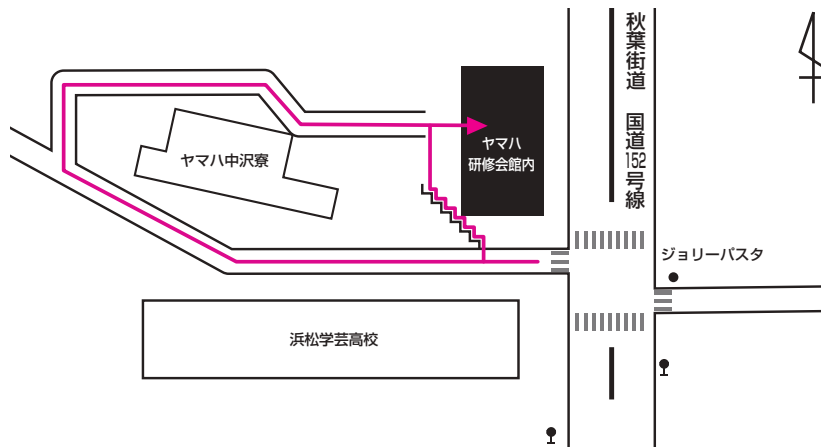 秋葉街道 国道152号線
ヤマハ中沢寮
ヤマハ
研修会館内
ジョリーパスタ
浜松学芸高校